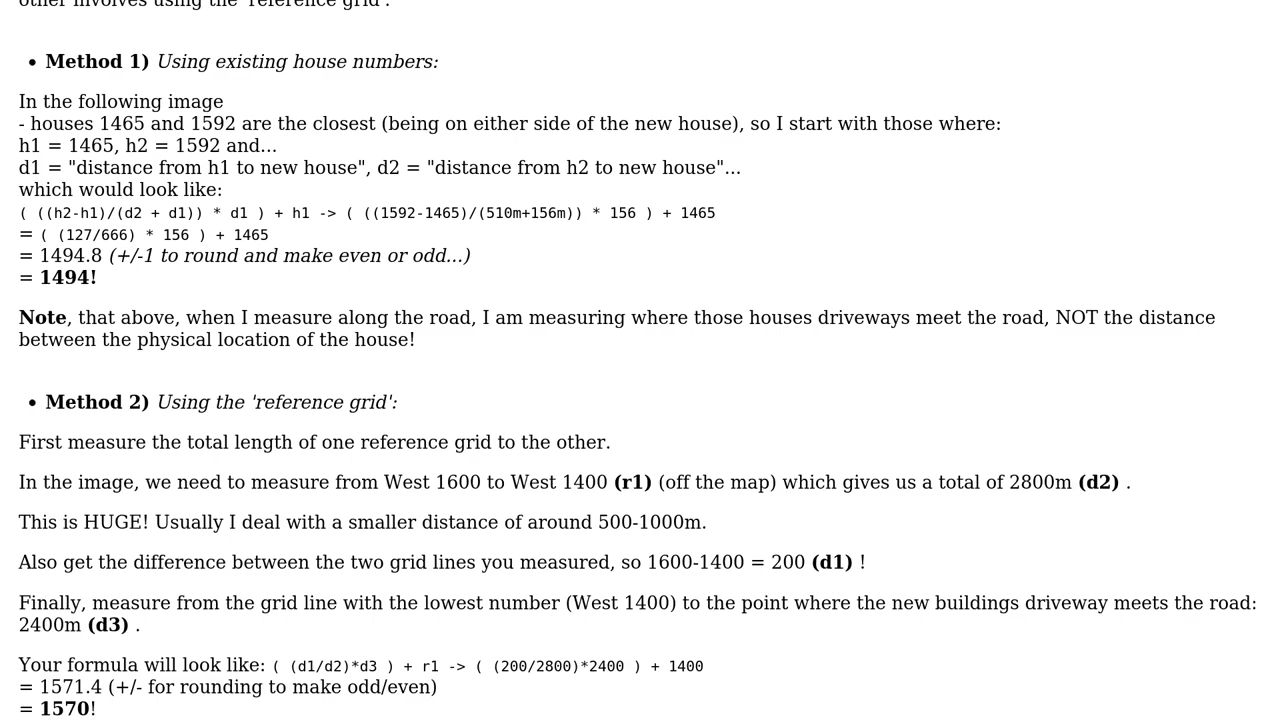 other involves using the 'reference grid'.
• Method 1) Using existing house numbers:
In the following image
- houses 1465 and 1592 are the closest (being on either side of the new house), so I start with those where:
h1 = 1465, h2 = 1592 and...
d1 = "distance from h1 to new house", d2 = "distance from h2 to new house"...
which would look like:
( ((h2-h1)/(d2 + d1)) * d1 ) + h1 -> ( ((1592-1465)/(510m+156m)) * 156 ) + 1465
= ( (127/666) * 156 ) + 1465
= 1494.8 (+/-1 to round and make even or odd...)
= 1494!
Note, that above, when I measure along the road, I am measuring where those houses driveways meet the road, NOT the distance
between the physical location of the house!
• Method 2) Using the 'reference grid':
First measure the total length of one reference grid to the other.
In the image, we need to measure from West 1600 to West 1400 (r1) (off the map) which gives us a total of 2800m (d2) .
This is HUGE! Usually I deal with a smaller distance of around 500-1000m.
Also get the difference between the two grid lines you measured, so 1600-1400 = 200 (d1) !
Finally, measure from the grid line with the lowest number (West 1400) to the point where the new buildings driveway meets the road:
2400m (d3) .
Your formula will look like: ( (d1/d2)*d3 ) + r1 -> ( (200/2800)*2400 ) + 1400
= 1571.4 (+/- for rounding to make odd/even)
= 1570!